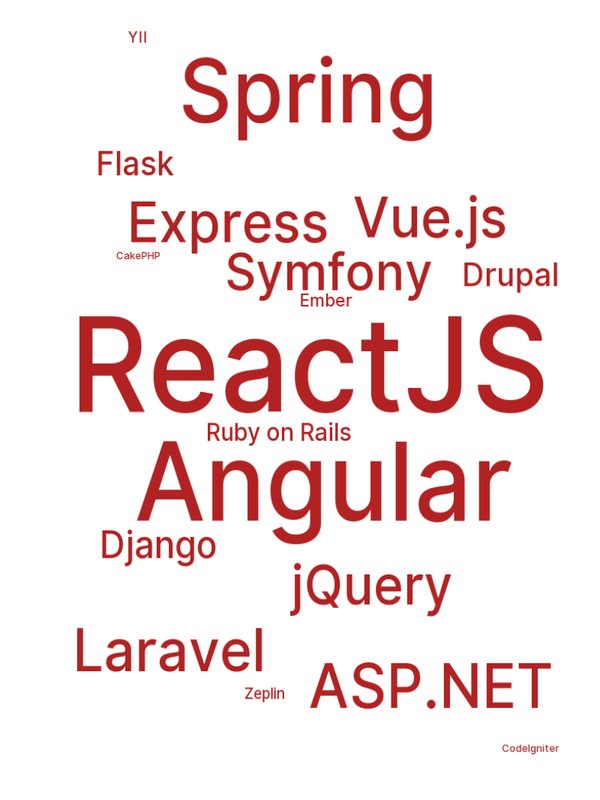 YII
Spring
Flask
Express
Vue.js
CakePHP
Symfony
Drupal
Ember
ReactJS
Ruby on Rails
Angular
Django
jQuery
Laravel
ASP.NET
Zeplin
CodeIgniter